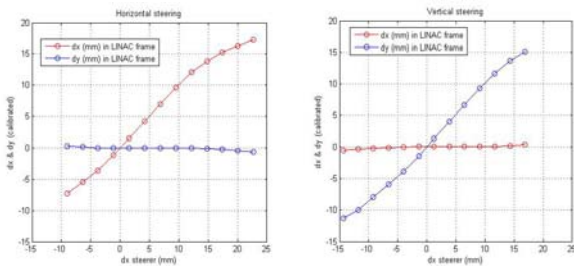 Horizontal steering
dx (mm) in LINAC frame
dy (mm) in LINAC frame
dx & dy (calibrated)
20
15
10
5
0
-5
-10
-15
-15 -10 -5 0 5 10 15 20 25
dx steerer (mm)
Vertical steering
dx (mm) in LINAC frame
dy (mm) in LINAC frame
dx & dy (calibrated)
20
15
10
5
0
-5
-10
-15
-15 -10 -5 0 5 10 15 20 25
dx steerer (mm)